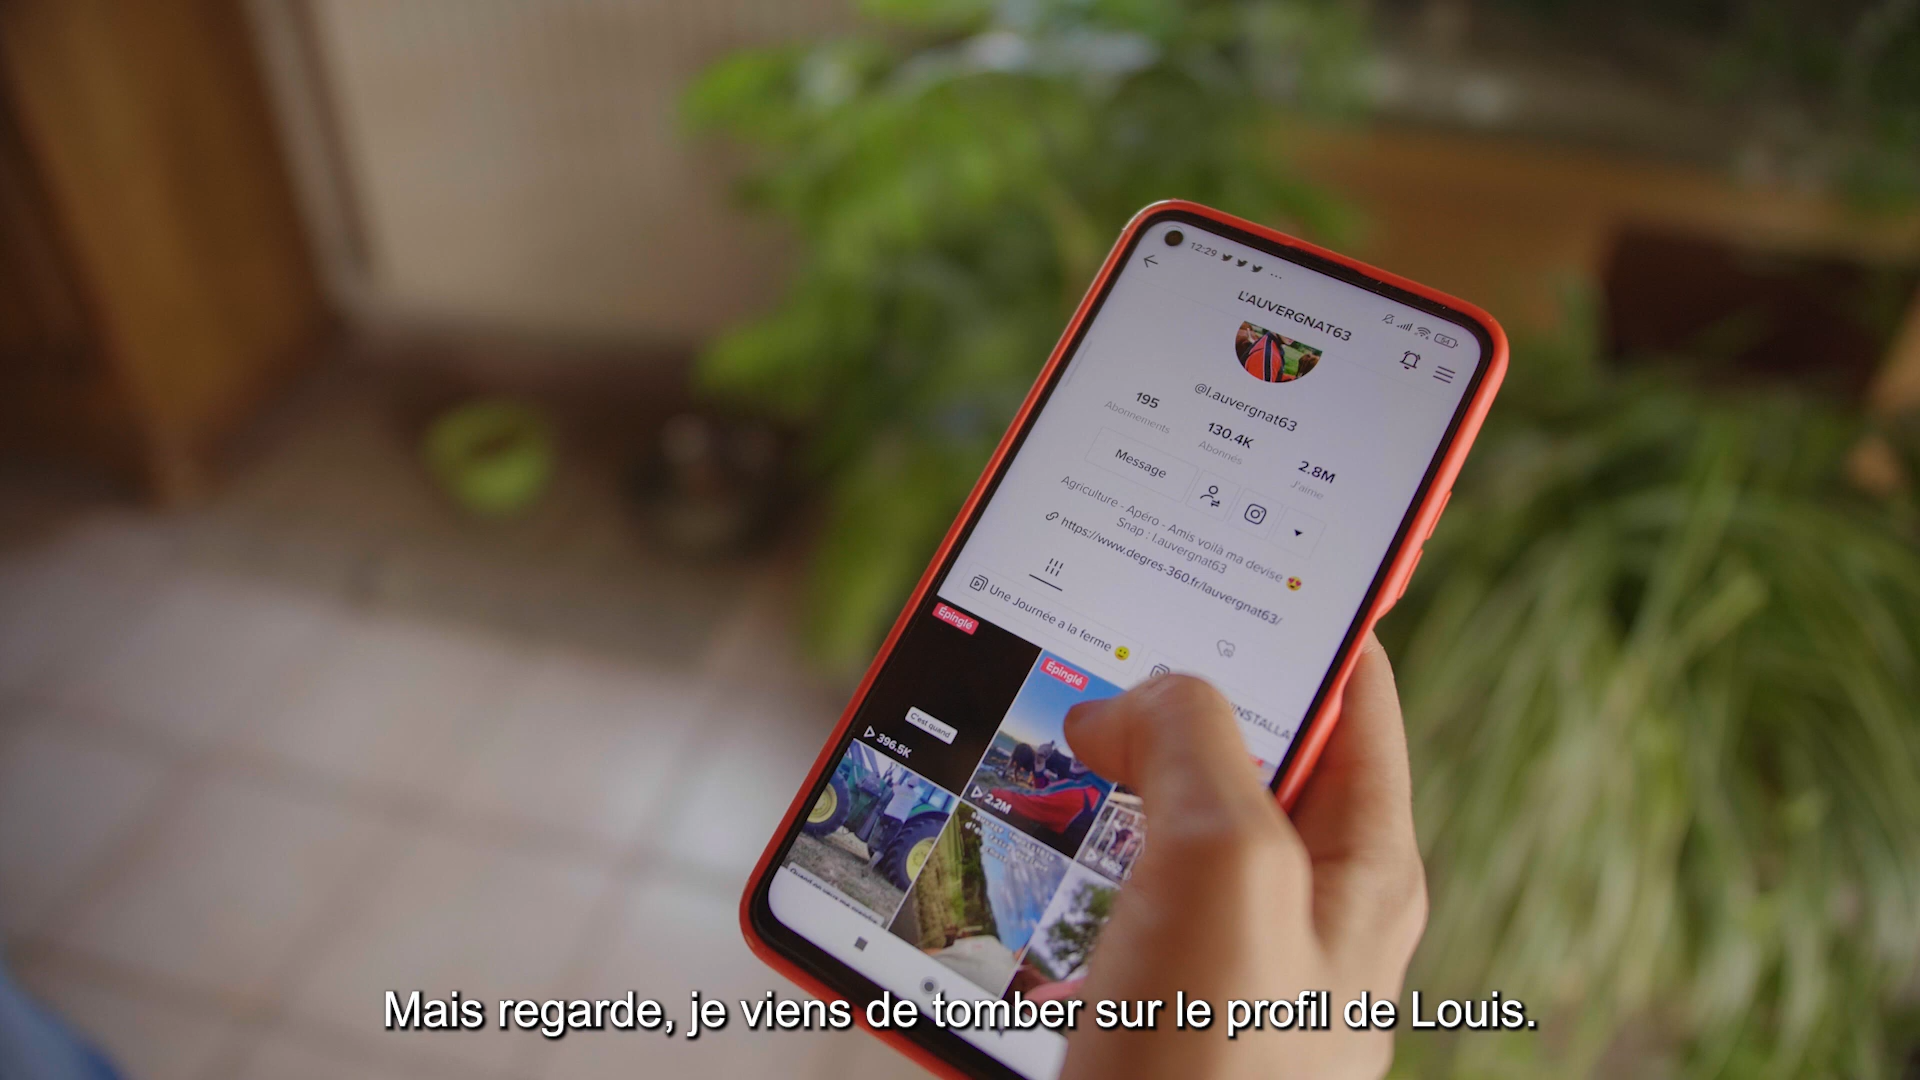 12:29
54
L'AUVERGNAT63
@l.auvergnat63
195
Abonnements
130.4K
Abonnés
2.8M
J'aime
Message
Agriculture - Apéro - Amis voilà ma devise 😍
Snap : l.auvergnat63
https://www.degres-360.fr/lauvergnat63/
Une Journée a la ferme 🙂
Épinglé
Épinglé
C'est quand
396.5K
2.2M
Mais regarde, je viens de tomber sur le profil de Louis.